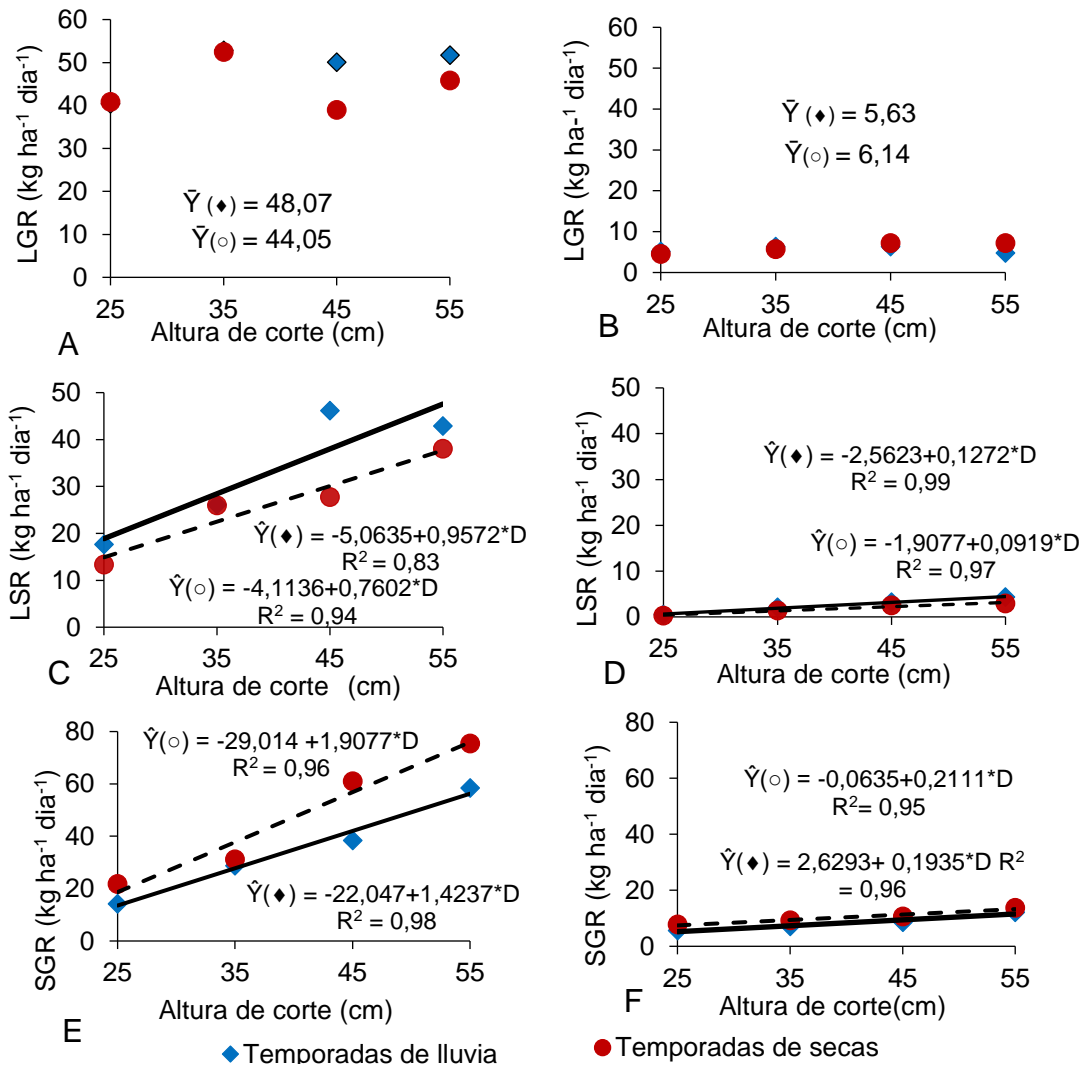 60
50
40
30
20
10
0
LGR (kg ha⁻¹ dia⁻¹)
Ȳ (♦) = 48,07
Ȳ(○) = 44,05
25 35 45 55
Altura de corte (cm)
A
60
50
40
30
20
10
0
LGR (kg ha-¹ dia⁻¹)
Ȳ (♦) = 5,63
Ȳ(○) = 6,14
25 35 45 55
Altura de corte (cm)
B
50
40
30
20
10
0
LSR (kg ha⁻¹ dia⁻¹)
Ŷ(♦) = -5,0635+0,9572*D
R² = 0,83
Ŷ(○) = -4,1136+0,7602*D
R² = 0,94
25 35 45 55
Altura de corte (cm)
C
50
40
30
20
10
0
LSR (kg ha⁻¹ dia⁻¹)
Ŷ(♦) = -2,5623+0,1272*D
R² = 0,99
Ŷ(○) = -1,9077+0,0919*D
R² = 0,97
25 35 45 55
Altura de corte (cm)
D
80
60
40
20
0
SGR (kg ha⁻¹ dia⁻¹)
Ŷ(○) = -29,014 +1,9077*D
R² = 0,96
Ŷ(♦) = -22,047+1,4237*D
R² = 0,98
25 35 45 55
Altura de corte (cm)
E
80
60
40
20
0
SGR (kg ha⁻¹ dia⁻¹)
Ŷ(○) = -0,0635+0,2111*D
R²= 0,95
Ŷ(♦) = 2,6293+ 0,1935*D R²
= 0,96
25 35 45 55
Altura de corte(cm)
F
Temporadas de lluvia
Temporadas de secas